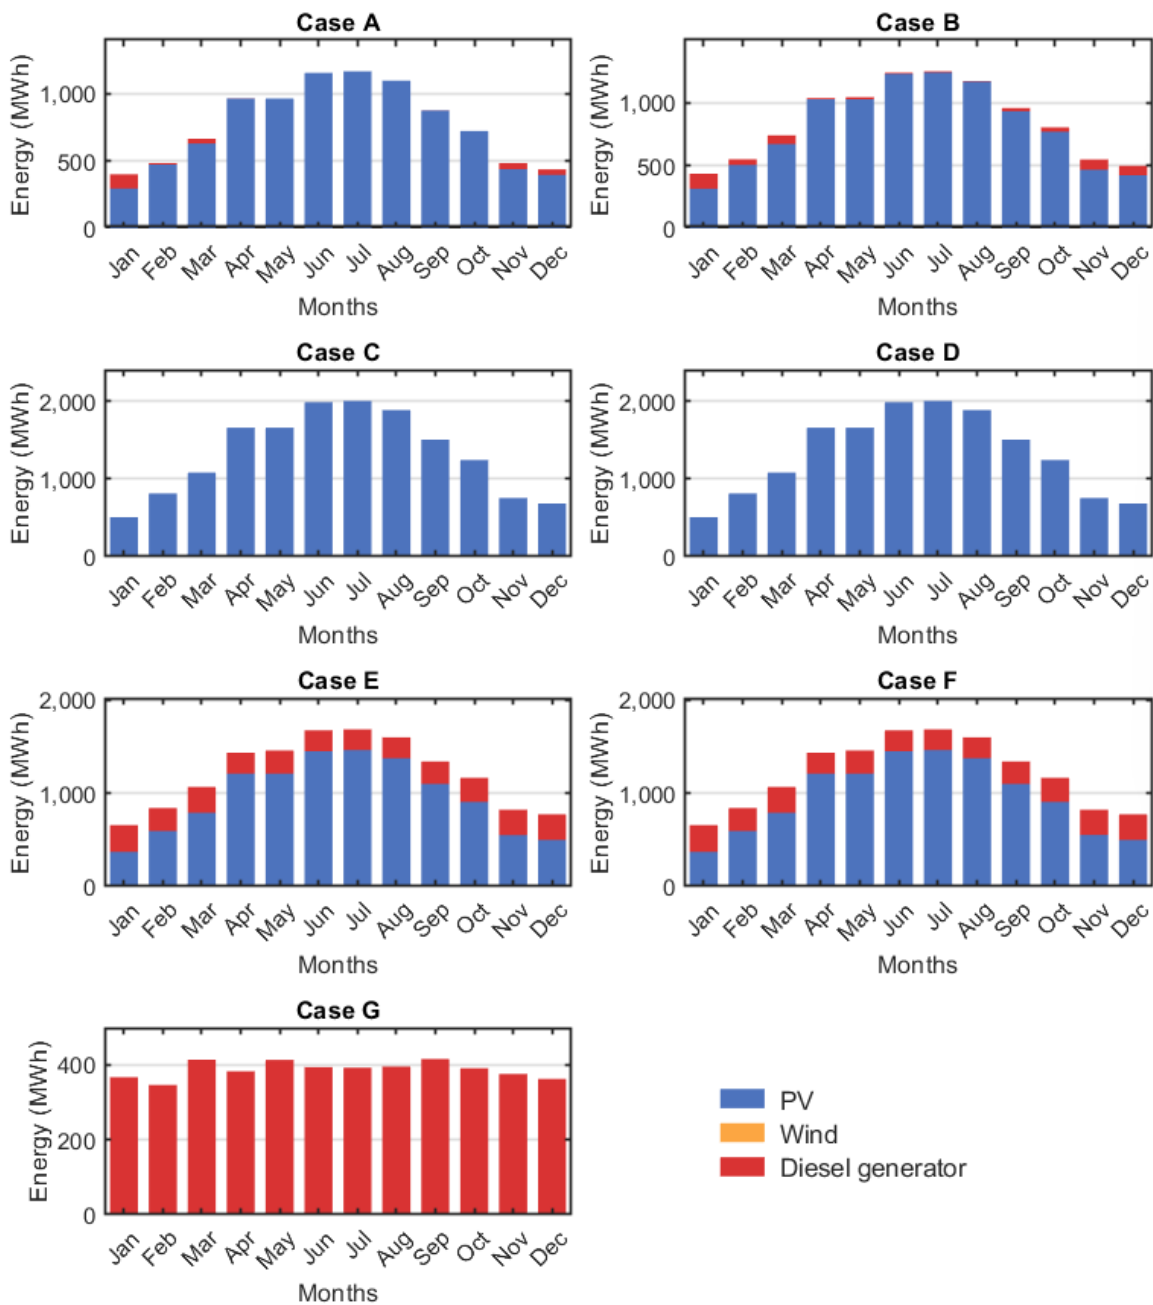 Case A
Energy (MWh)
1,000
500
0
Jan Feb Mar Apr May Jun Jul Aug Sep Oct Nov Dec
Months
Case B
Energy (MWh)
1,000
500
0
Jan Feb Mar Apr May Jun Jul Aug Sep Oct Nov Dec
Months
Case C
Energy (MWh)
2,000
1,000
0
Jan Feb Mar Apr May Jun Jul Aug Sep Oct Nov Dec
Months
Case D
Energy (MWh)
2,000
1,000
0
Jan Feb Mar Apr May Jun Jul Aug Sep Oct Nov Dec
Months
Case E
Energy (MWh)
2,000
1,000
0
Jan Feb Mar Apr May Jun Jul Aug Sep Oct Nov Dec
Months
Case F
Energy (MWh)
2,000
1,000
0
Jan Feb Mar Apr May Jun Jul Aug Sep Oct Nov Dec
Months
Case G
Energy (MWh)
400
200
0
Jan Feb Mar Apr May Jun Jul Aug Sep Oct Nov Dec
Months
PV
Wind
Diesel generator